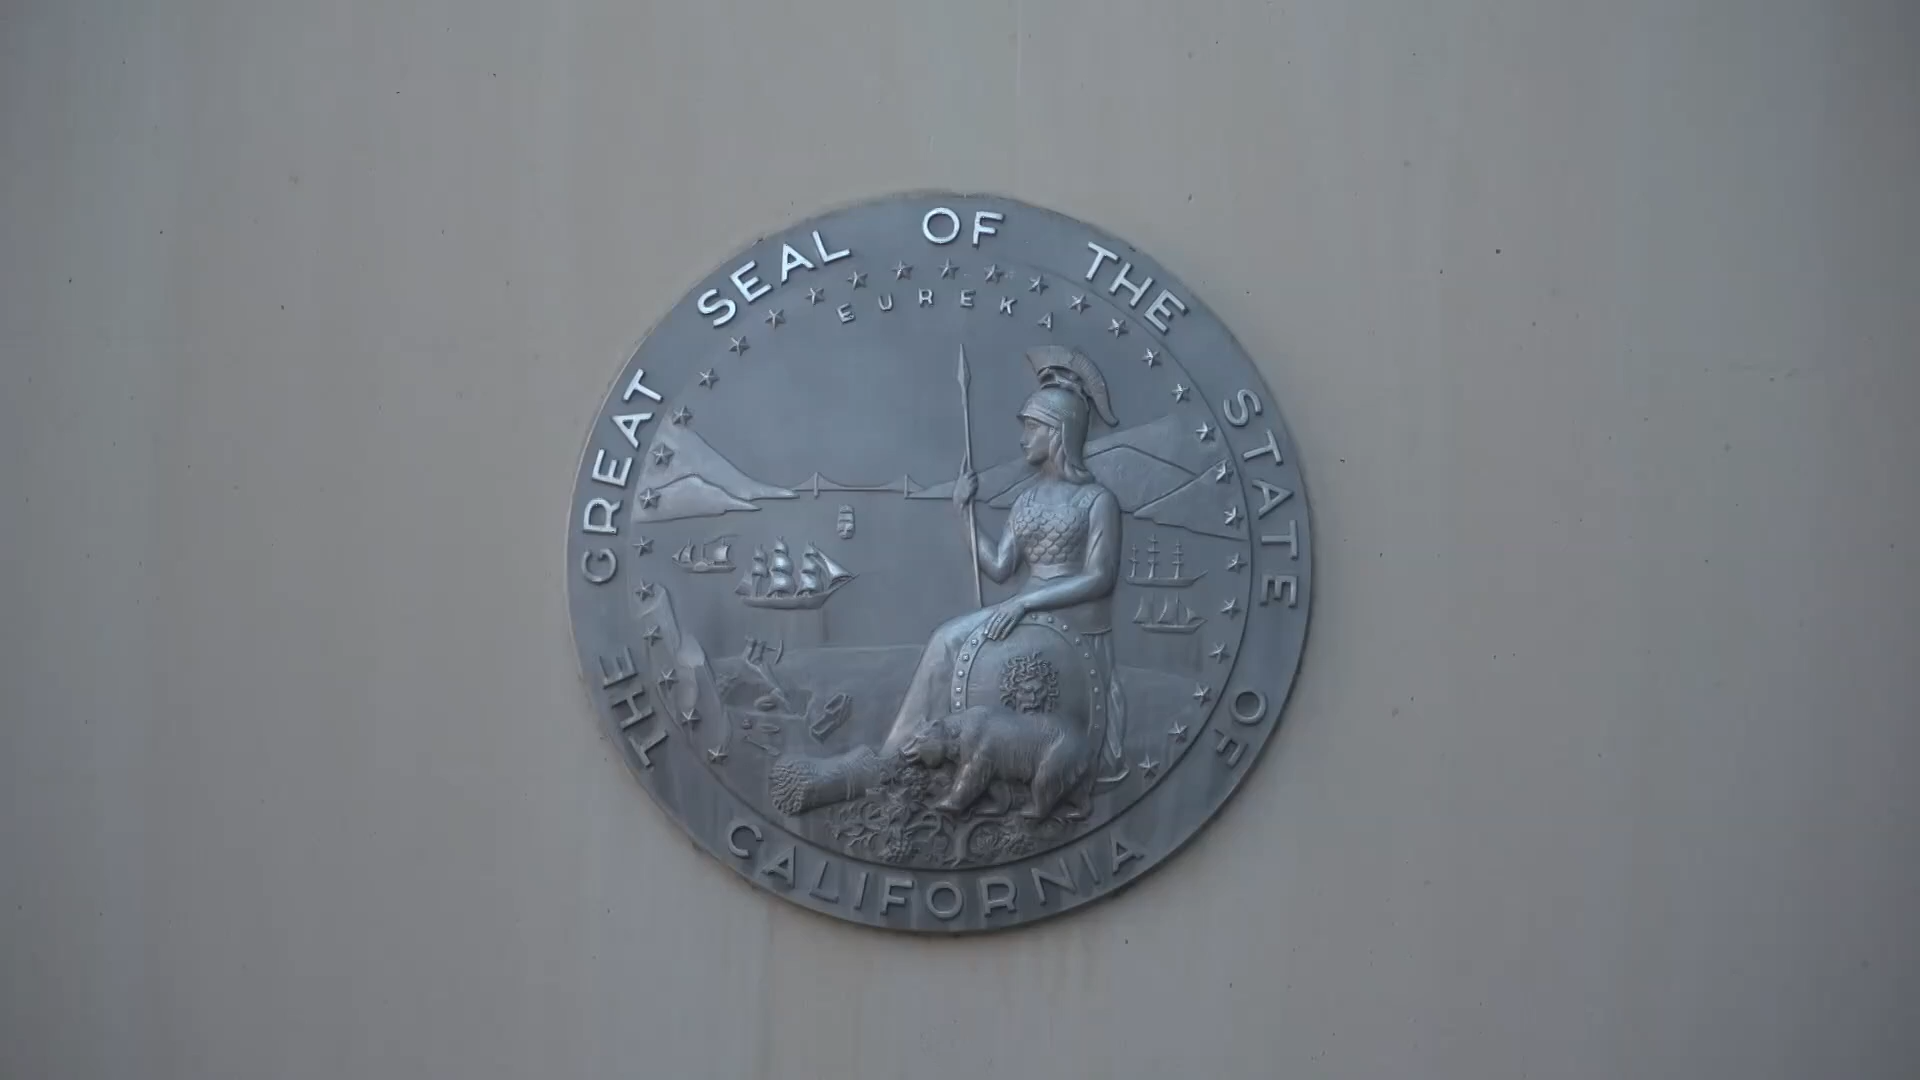 THE GREAT SEAL OF THE STATE OF CALIFORNIA
EUREKA